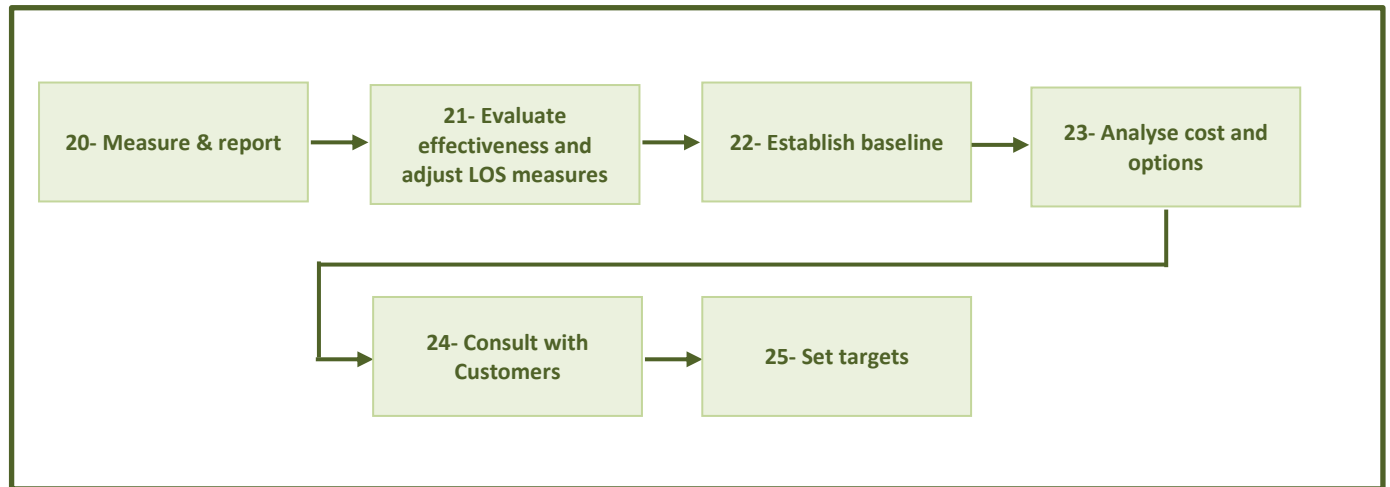 20- Measure & report
21- Evaluate
effectiveness and
adjust LOS measures
22- Establish baseline
23- Analyse cost and
options
24- Consult with
Customers
25- Set targets